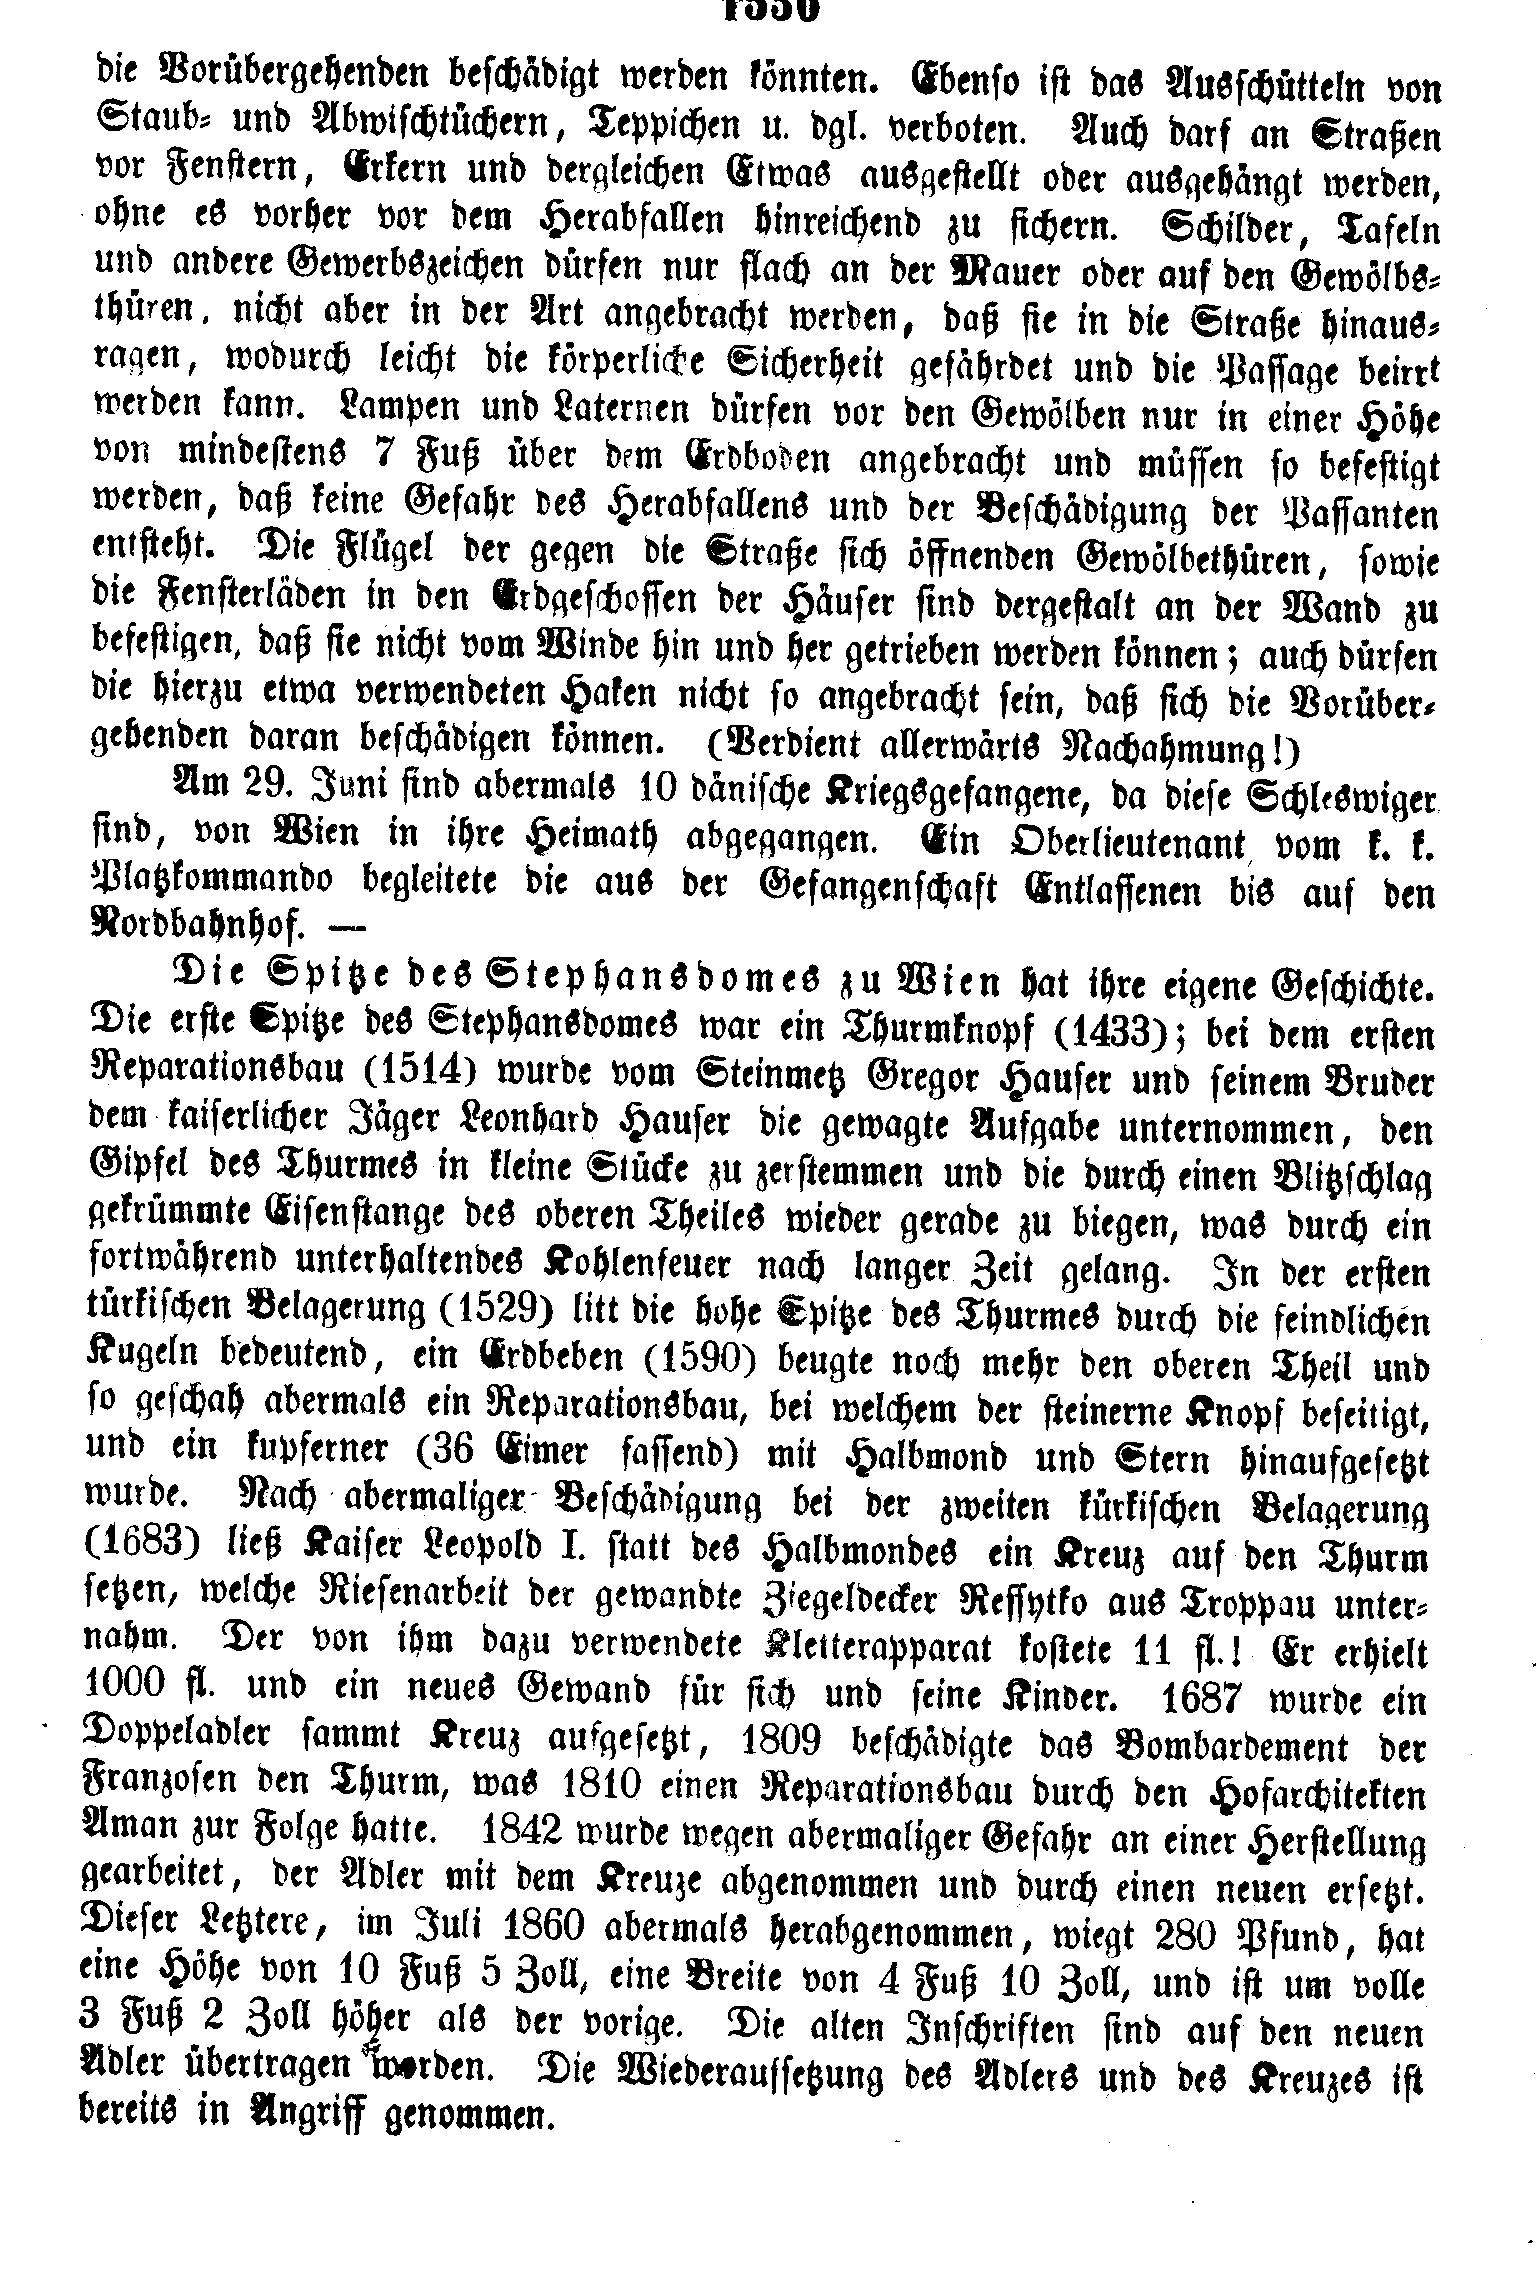 die Vorübergehenden beschädigt werden könnten. Ebenso ist das Ausschütteln von
Staub- und Abwischtüchern, Teppichen u. dgl. verboten. Auch darf an Straßen
vor Fenstern, Erkern und dergleichen Etwas ausgestellt oder ausgehängt werden,
ohne es vorher vor dem Herabfallen hinreichend zu sichern. Schilder, Tafeln
und andere Gewerbszeichen dürfen nur flach an der Mauer oder auf den Gewölbs-
thüren, nicht aber in der Art angebracht werden, daß sie in die Straße hinaus-
ragen, wodurch leicht die körperliche Sicherheit gefährdet und die Passage beirrt
werden kann. Lampen und Laternen dürfen vor den Gewölben nur in einer Höhe
von mindestens 7 Fuß über dem Erdboden angebracht und müssen so befestigt
werden, daß keine Gefahr des Herabfallens und der Beschädigung der Passanten
entsteht. Die Flügel der gegen die Straße sich öffnenden Gewölbethüren, sowie
die Fensterläden in den Erdgeschossen der Häuser sind dergestalt an der Wand zu
befestigen, daß sie nicht vom Winde hin und her getrieben werden können; auch dürfen
die hierzu etwa verwendeten Haken nicht so angebracht sein, daß sich die Vorüber-
gehenden daran beschädigen können. (Verdient allerwärts Nachahmung!)
Am 29. Juni sind abermals 10 dänische Kriegsgefangene, da diese Schleswiger
sind, von Wien in ihre Heimath abgegangen. Ein Oberlieutenant vom k. k.
Platzkommando begleitete die aus der Gefangenschaft Entlassenen bis auf den
Nordbahnhof. —
Die Spitze des Stephansdomes zu Wien hat ihre eigene Geschichte.
Die erste Spitze des Stephansdomes war ein Thurmknopf (1433); bei dem ersten
Reparationsbau (1514) wurde vom Steinmetz Gregor Hauser und seinem Bruder
dem kaiserlicher Jäger Leonhard Hauser die gewagte Aufgabe unternommen, den
Gipfel des Thurmes in kleine Stücke zu zerstemmen und die durch einen Blitzschlag
gekrümmte Eisenstange des oberen Theiles wieder gerade zu biegen, was durch ein
fortwährend unterhaltendes Kohlenfeuer nach langer Zeit gelang. In der ersten
türkischen Belagerung (1529) litt die hohe Spitze des Thurmes durch die feindlichen
Kugeln bedeutend, ein Erdbeben (1590) beugte noch mehr den oberen Theil und
so geschah abermals ein Reparationsbau, bei welchem der steinerne Knopf beseitigt,
und ein kupferner (36 Eimer fassend) mit Halbmond und Stern hinaufgesetzt
wurde. Nach abermaliger Beschädigung bei der zweiten kürkischen Belagerung
(1683) ließ Kaiser Leopold I. statt des Halbmondes ein Kreuz auf den Thurm
setzen, welche Riesenarbeit der gewandte Ziegeldecker Ressytko aus Troppau unter-
nahm. Der von ihm dazu verwendete Kletterapparat kostete 11 fl.! Er erhielt
1000 fl. und ein neues Gewand für sich und seine Kinder. 1687 wurde ein
Doppeladler sammt Kreuz aufgesetzt, 1809 beschädigte das Bombardement der
Franzosen den Thurm, was 1810 einen Reparationsbau durch den Hofarchitekten
Aman zur Folge hatte. 1842 wurde wegen abermaliger Gefahr an einer Herstellung
gearbeitet, der Adler mit dem Kreuze abgenommen und durch einen neuen ersetzt.
Dieser Letztere, im Juli 1860 abermals herabgenommen, wiegt 280 Pfund, hat
eine Höhe von 10 Fuß 5 Zoll, eine Breite von 4 Fuß 10 Zoll, und ist um volle
3 Fuß 2 Zoll höher als der vorige. Die alten Inschriften sind auf den neuen
Adler übertragen worden. Die Wiederaufsetzung des Adlers und des Kreuzes ist
bereits in Angriff genommen.